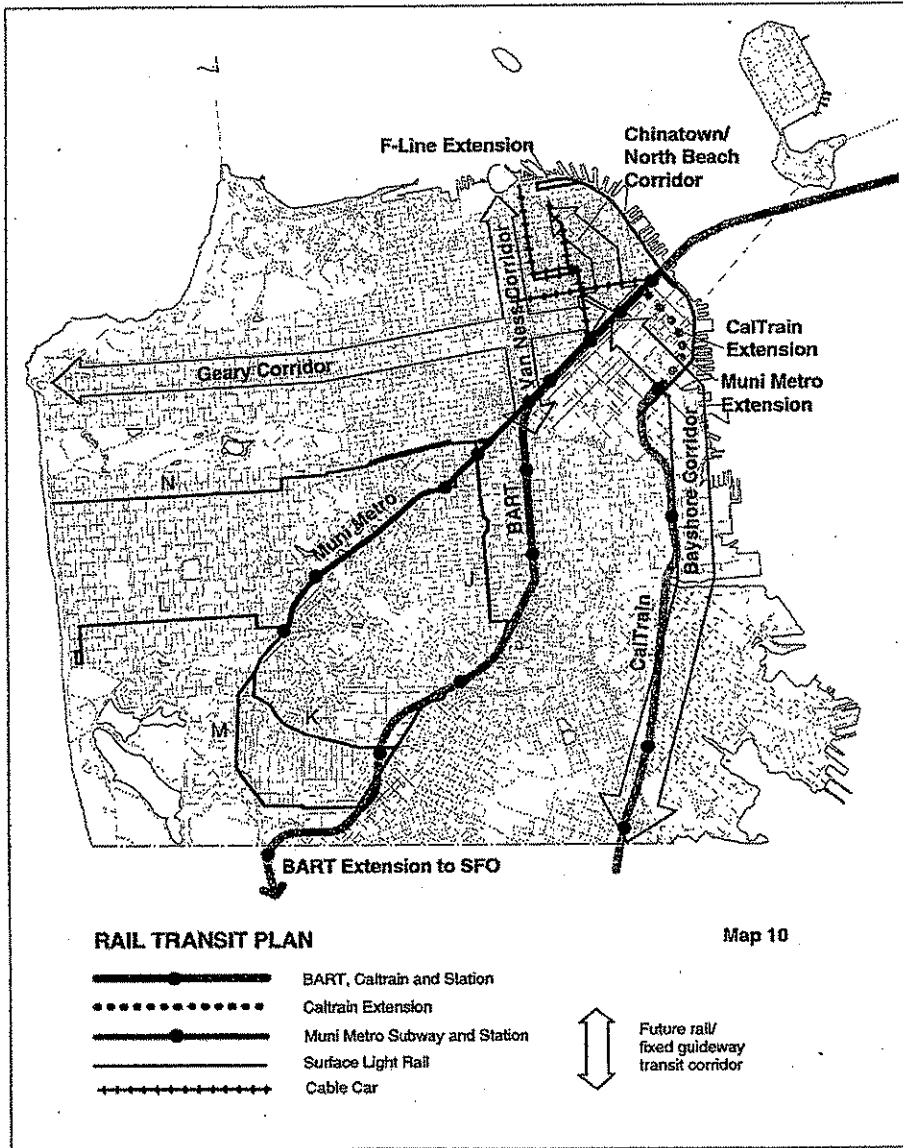 F-Line Extension
Chinatown/
North Beach
Corridor
Van Ness Corridor
CalTrain
Extension
Geary Corridor
Muni Metro
Extension
Bayshore Corridor
N
BART
Muni Metro
J
L
CalTrain
M
K
BART Extension to SFO
RAIL TRANSIT PLAN
Map 10
BART, Caltrain and Station
Caltrain Extension
Muni Metro Subway and Station
Surface Light Rail
Cable Car
Future rail/
fixed guideway
transit corridor